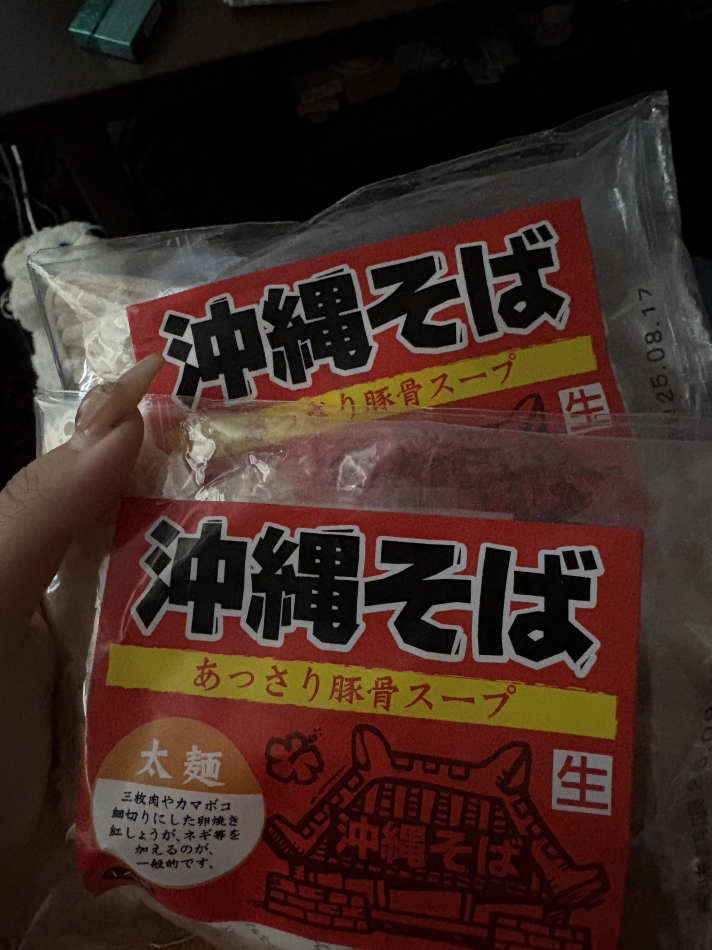 沖縄そば
さり豚骨スープ
生
25.08.17
沖縄そば
あっさり豚骨スープ
太麺
三枚肉やカマボコ
細切りにした卵焼き
紅しょうが、ネギ等を
加えるのが、
一般的です。
生
沖縄そば